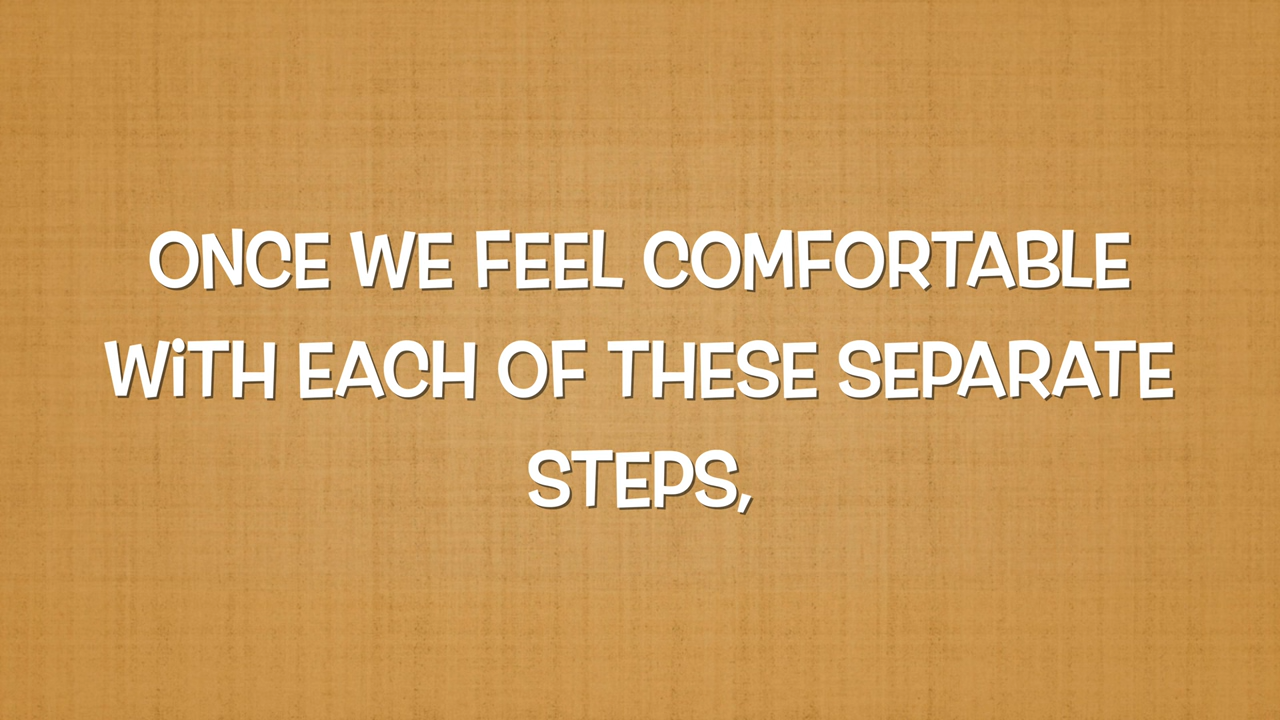 ONCE WE FEEL COMFORTABLE
WiTH EACH OF THESE SEPARATE
STEPS,